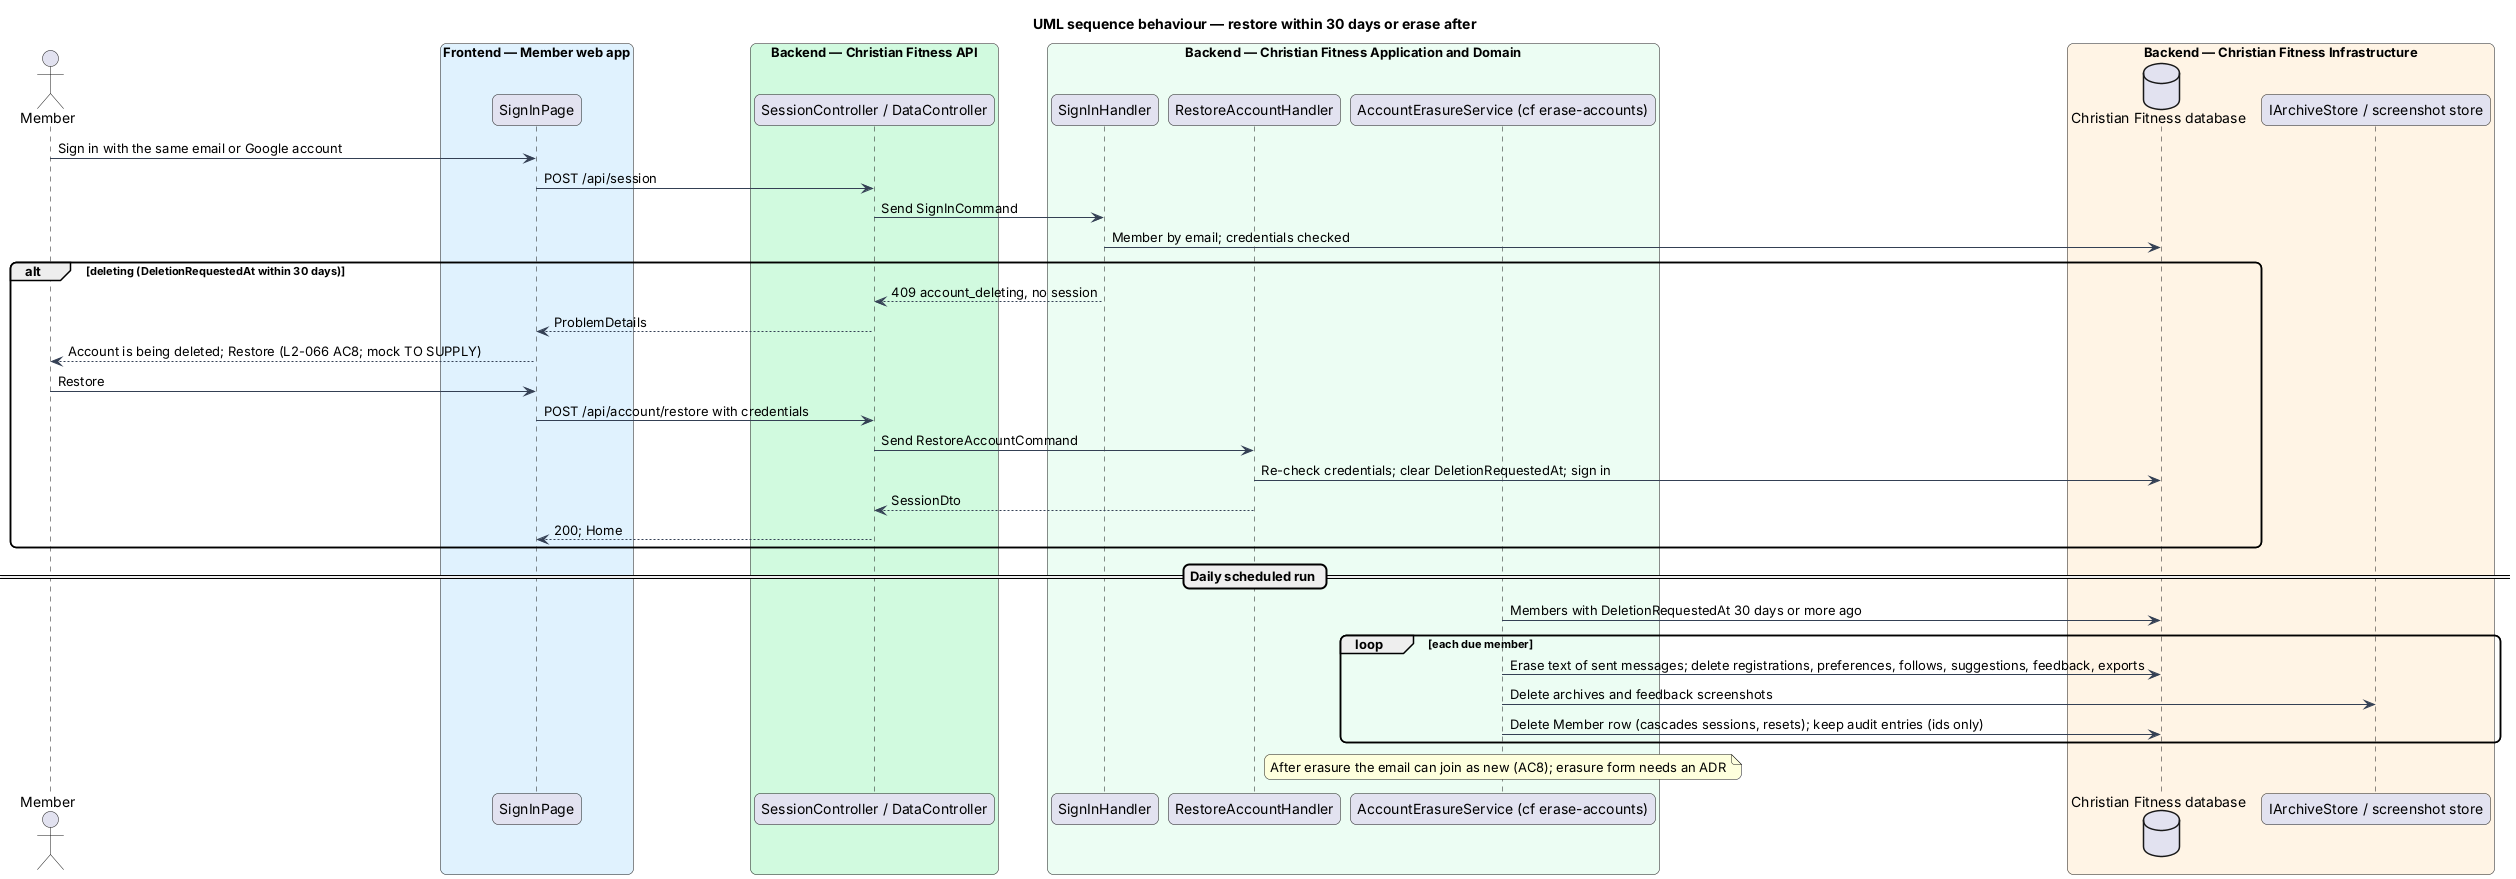 UML sequence behaviour — restore within 30 days or erase after
Frontend — Member web app
Backend — Christian Fitness API
Backend — Christian Fitness Application and Domain
Backend — Christian Fitness Infrastructure
Member
SignInPage
SessionController / DataController
SignInHandler
RestoreAccountHandler
AccountErasureService (cf erase-accounts)
Christian Fitness database
IArchiveStore / screenshot store
Sign in with the same email or Google account
POST /api/session
Send SignInCommand
Member by email; credentials checked
alt
[deleting (DeletionRequestedAt within 30 days)]
409 account_deleting, no session
ProblemDetails
Account is being deleted; Restore (L2-066 AC8; mock TO SUPPLY)
Restore
POST /api/account/restore with credentials
Send RestoreAccountCommand
Re-check credentials; clear DeletionRequestedAt; sign in
SessionDto
200; Home
Daily scheduled run
Members with DeletionRequestedAt 30 days or more ago
loop
[each due member]
Erase text of sent messages; delete registrations, preferences, follows, suggestions, feedback, exports
Delete archives and feedback screenshots
Delete Member row (cascades sessions, resets); keep audit entries (ids only)
After erasure the email can join as new (AC8); erasure form needs an ADR
Member
SignInPage
SessionController / DataController
SignInHandler
RestoreAccountHandler
AccountErasureService (cf erase-accounts)
Christian Fitness database
IArchiveStore / screenshot store